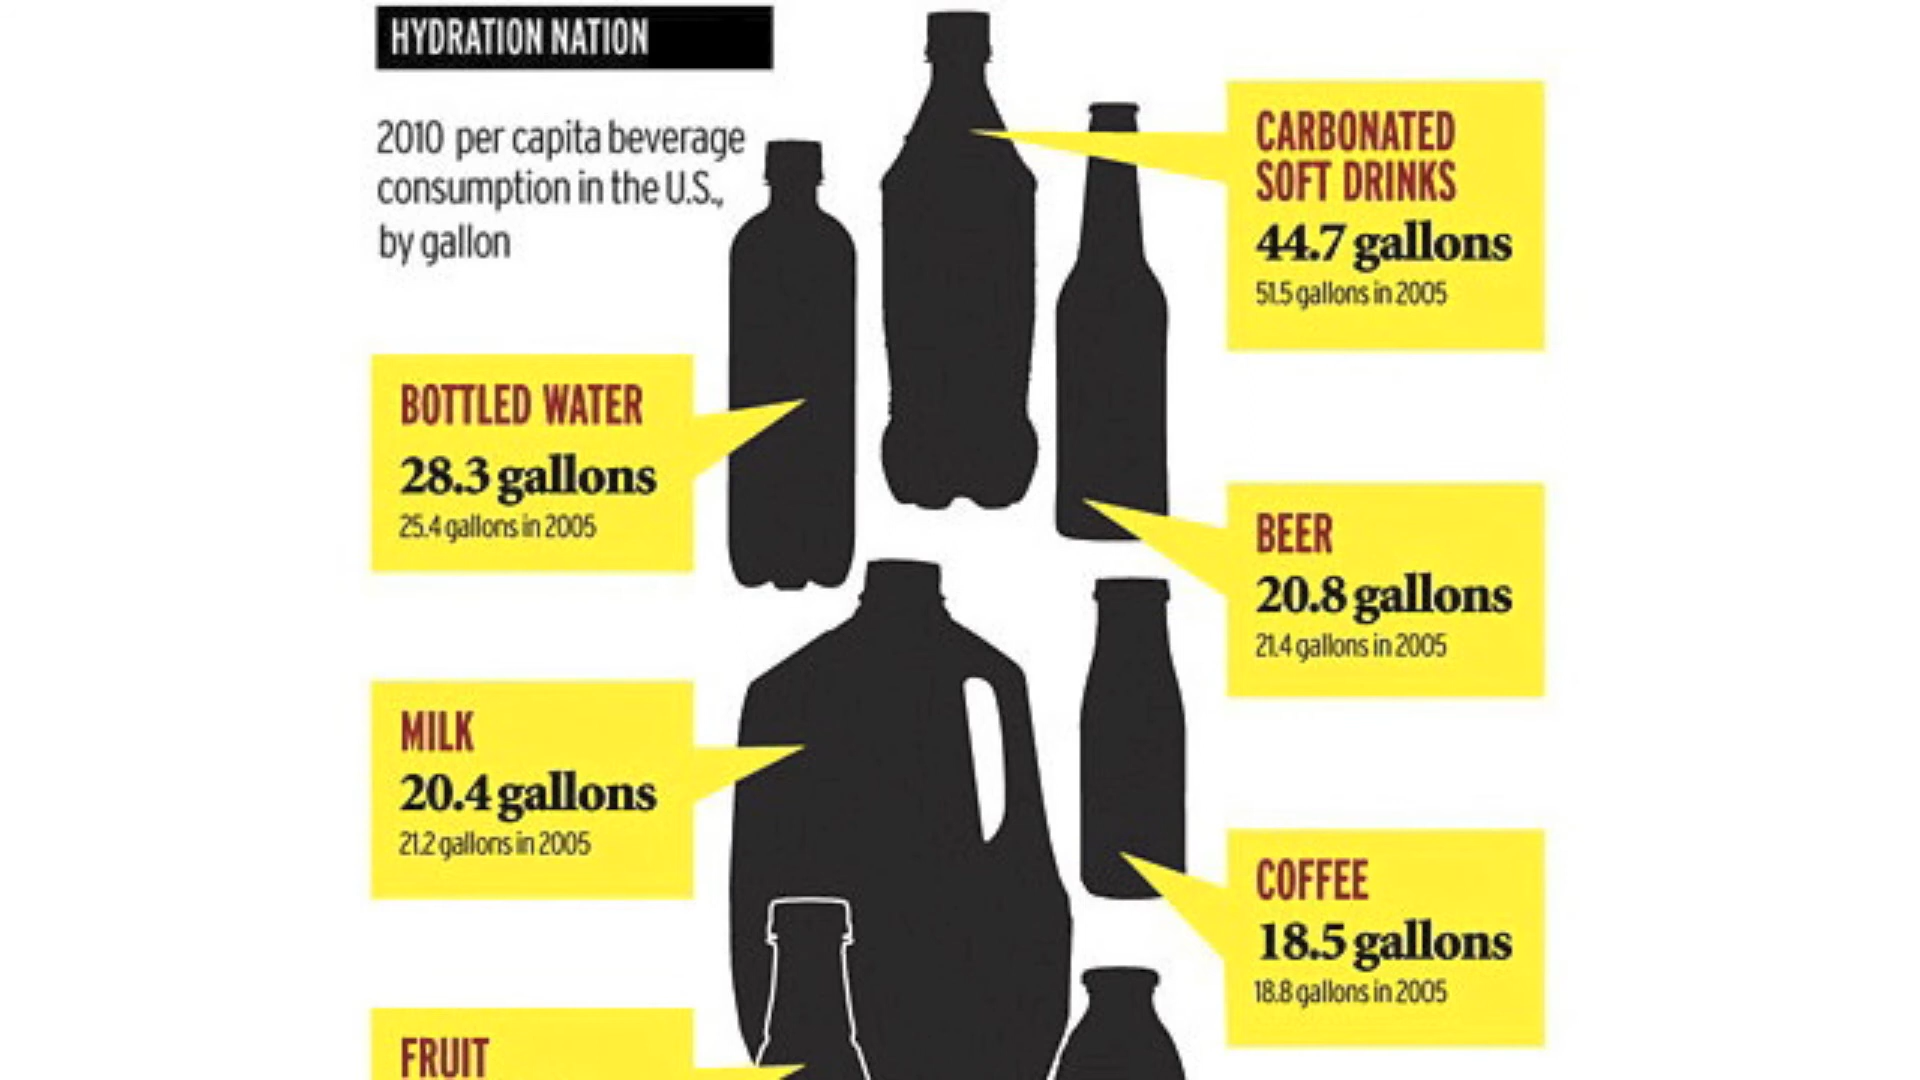 HYDRATION NATION
2010 per capita beverage
consumption in the U.S.,
by gallon
CARBONATED
SOFT DRINKS
44.7 gallons
51.5 gallons in 2005
BOTTLED WATER
28.3 gallons
25.4 gallons in 2005
BEER
20.8 gallons
21.4 gallons in 2005
MILK
20.4 gallons
21.2 gallons in 2005
COFFEE
18.5 gallons
18.8 gallons in 2005
FRUIT